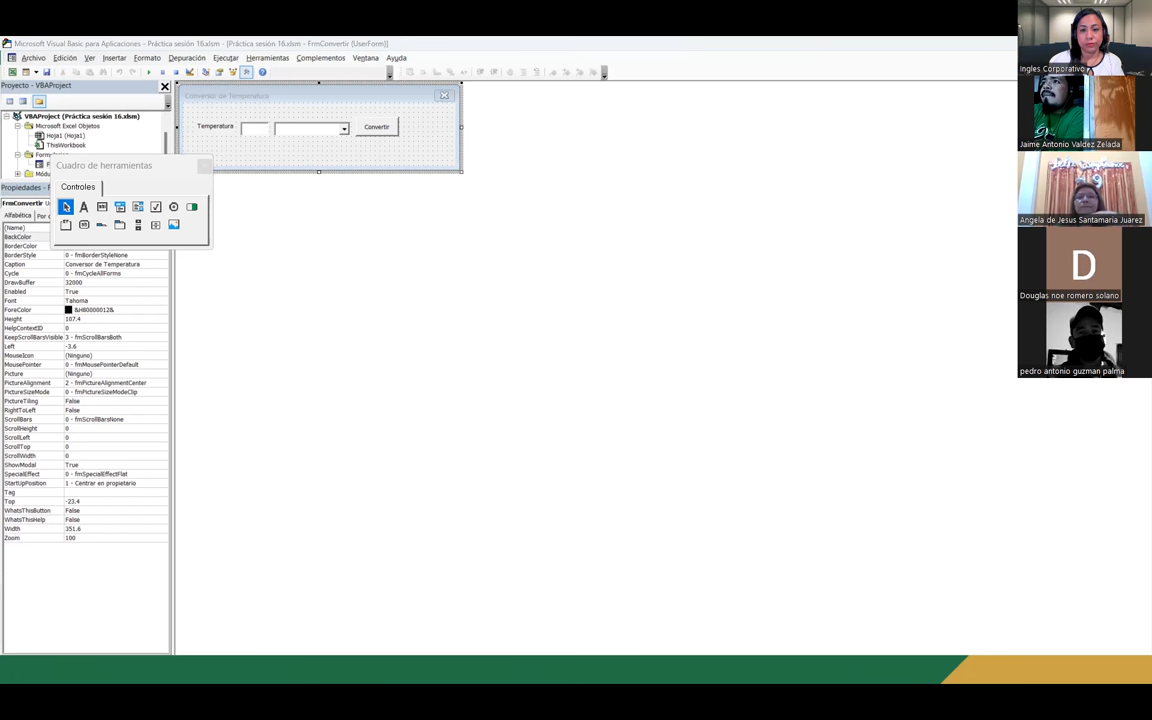 Microsoft Visual Basic para Aplicaciones - Práctica sesión 16.xlsm - [Práctica sesión 16.xlsm - FrmConvertir (UserForm)]
Archivo Edición Ver Insertar Formato Depuración Ejecutar Herramientas Complementos Ventana Ayuda
Proyecto - VBAProject
VBAProject (Práctica sesión 16.xlsm)
Microsoft Excel Objetos
Hoja1 (Hoja1)
ThisWorkbook
Cuadro de herramientas
Controles
Conversor de Temperatura
Temperatura
Convertir
Propiedades - F
FrmConvertir
Alfabética
(Name)
BackColor
BorderColor
BorderStyle 0 - fmBorderStyleNone
Caption Conversor de Temperatura
Cycle 0 - fmCycleAllForms
DrawBuffer 32000
Enabled True
Font Tahoma
ForeColor &H80000012&
Height 107.4
HelpContextID 0
KeepScrollBarsVisible 3 - fmScrollBarsBoth
Left -3.6
MouseIcon (Ninguno)
MousePointer 0 - fmMousePointerDefault
Picture (Ninguno)
PictureAlignment 2 - fmPictureAlignmentCenter
PictureSizeMode 0 - fmPictureSizeModeClip
PictureTiling False
RightToLeft False
ScrollBars 0 - fmScrollBarsNone
ScrollHeight 0
ScrollLeft 0
ScrollTop 0
ScrollWidth 0
ShowModal True
SpecialEffect 0 - fmSpecialEffectFlat
StartUpPosition 1 - Centrar en propietario
Tag
Top -23.4
WhatsThisButton False
WhatsThisHelp False
Width 351.6
Zoom 100
Ingles Corporativo
Jaime Antonio Valdez Zelada
Angela de Jesus Santamaria Juarez
D
Douglas noe romero solano
pedro antonio guzman palma